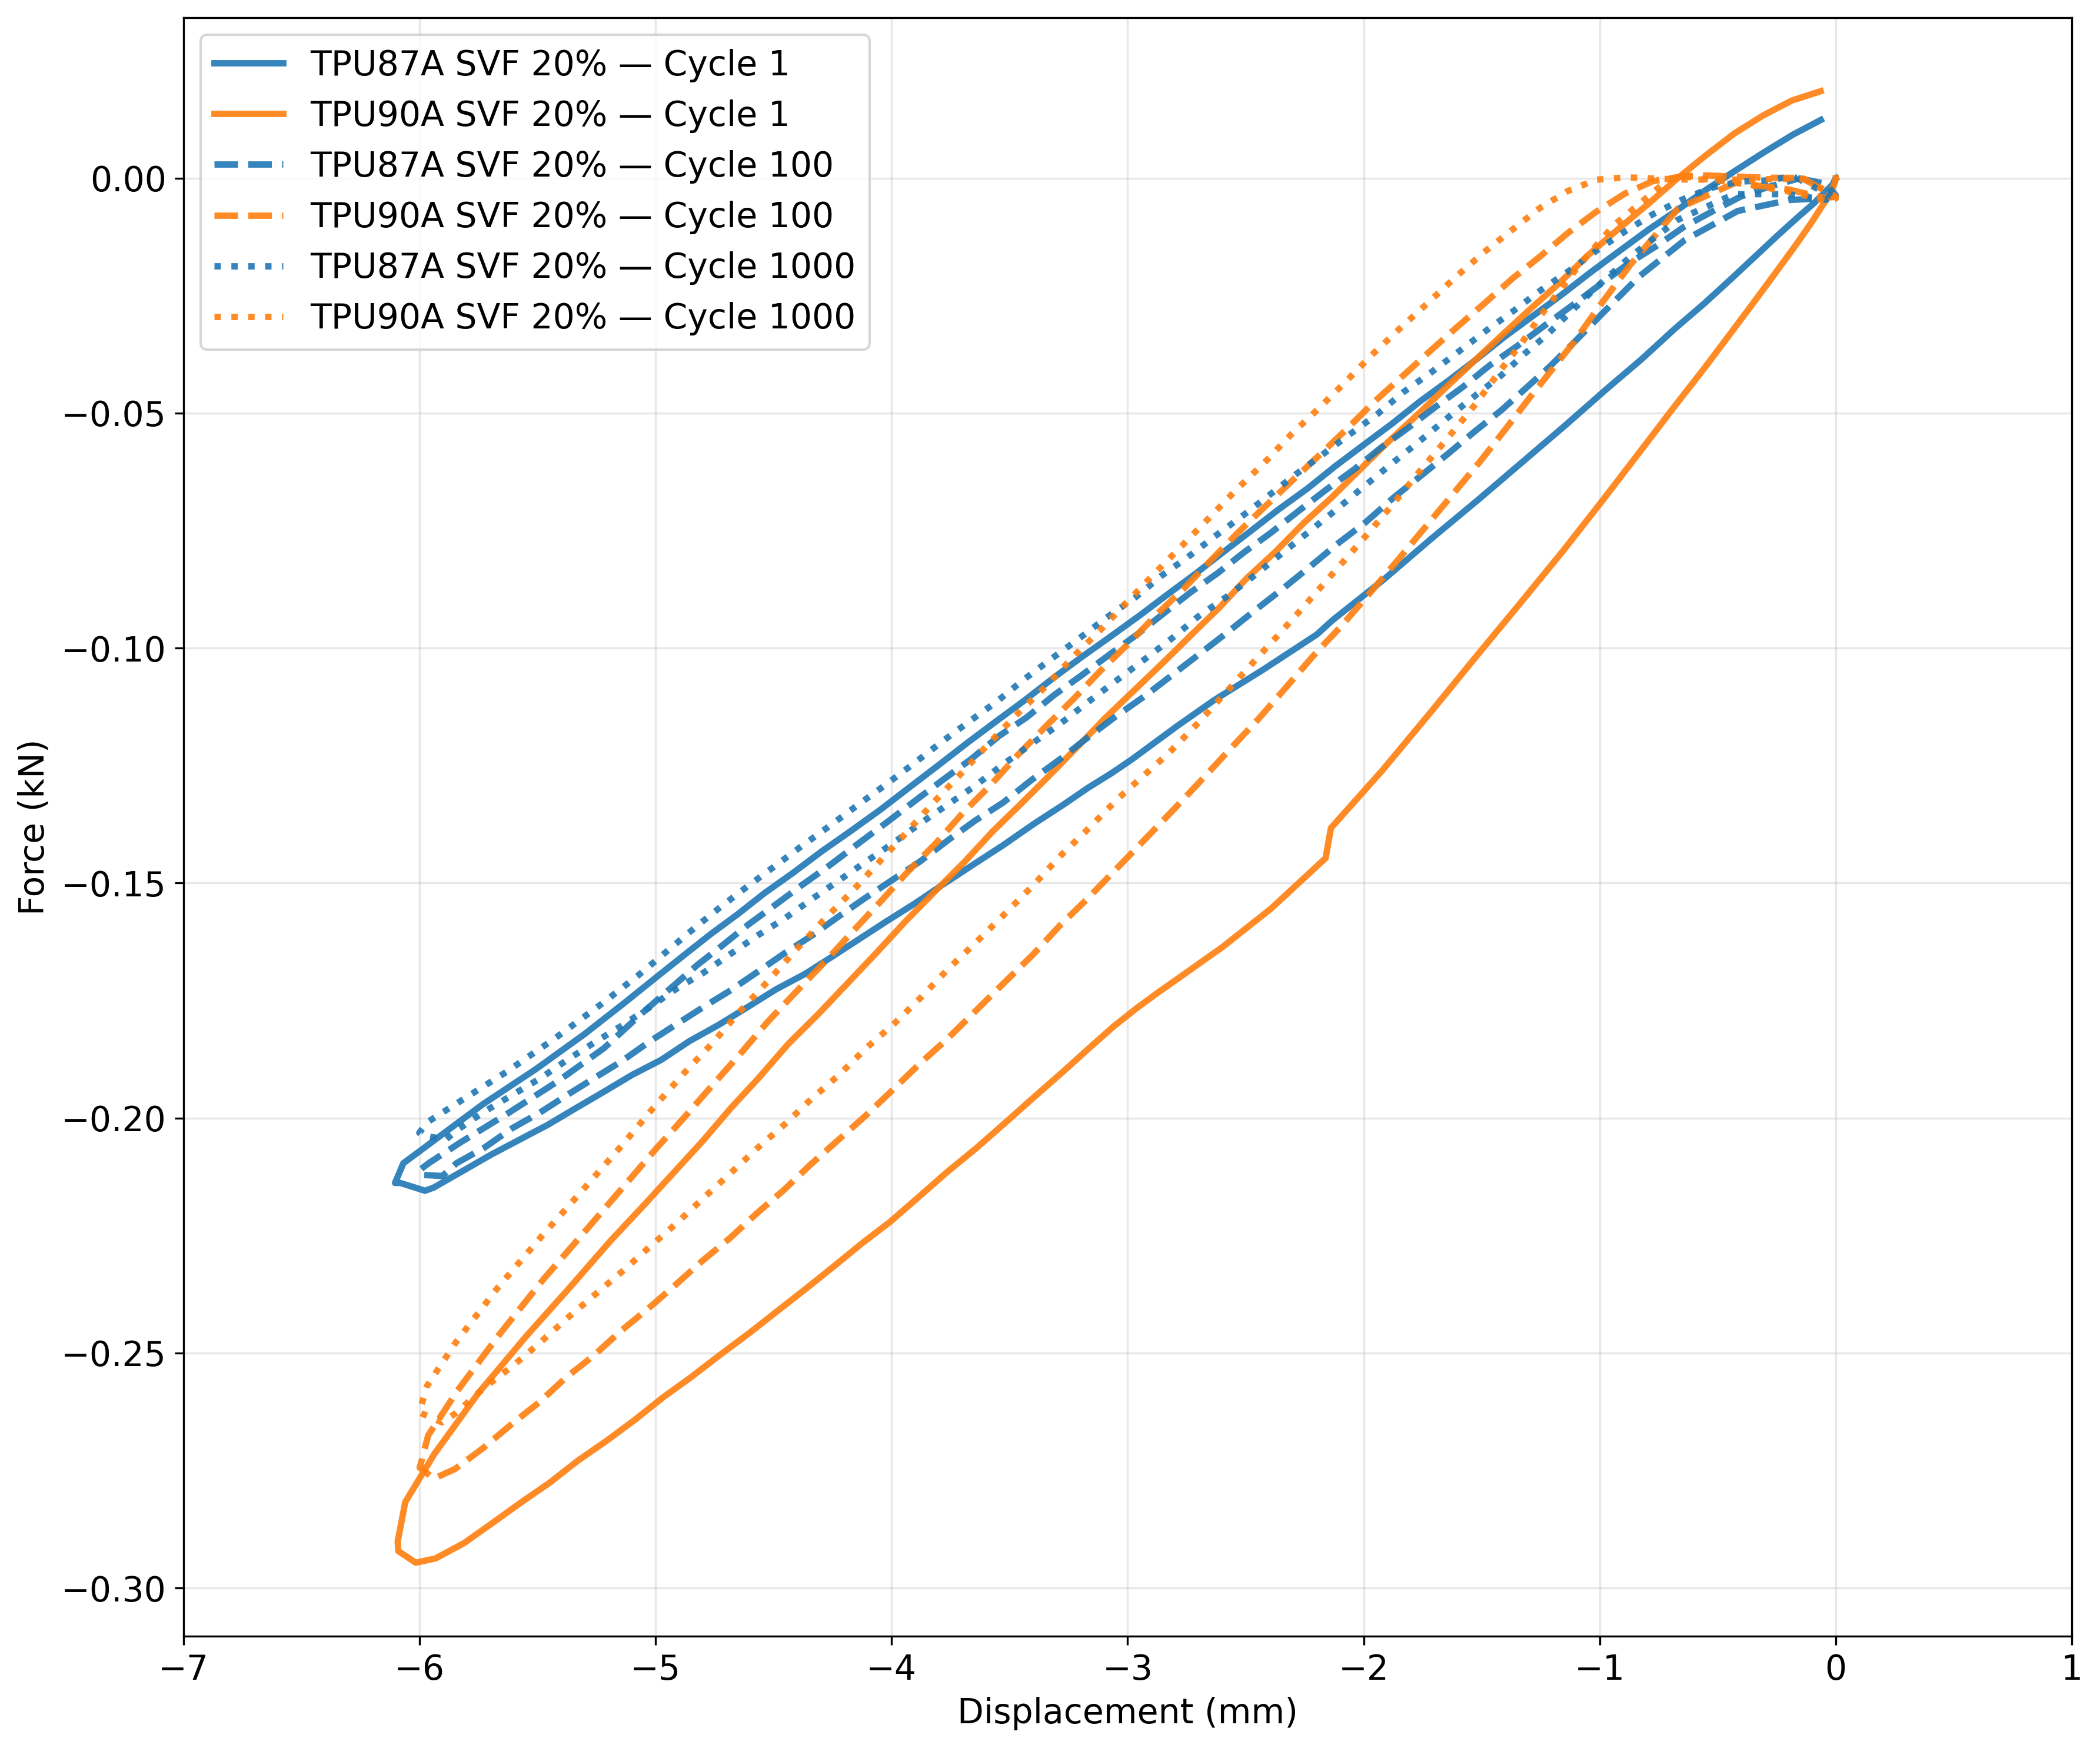 TPU87A SVF 20% — Cycle 1
TPU90A SVF 20% — Cycle 1
TPU87A SVF 20% — Cycle 100
TPU90A SVF 20% — Cycle 100
TPU87A SVF 20% — Cycle 1000
TPU90A SVF 20% — Cycle 1000
0.00
−0.05
−0.10
−0.15
−0.20
−0.25
−0.30
Force (kN)
−7 −6 −5 −4 −3 −2 −1 0 1
Displacement (mm)